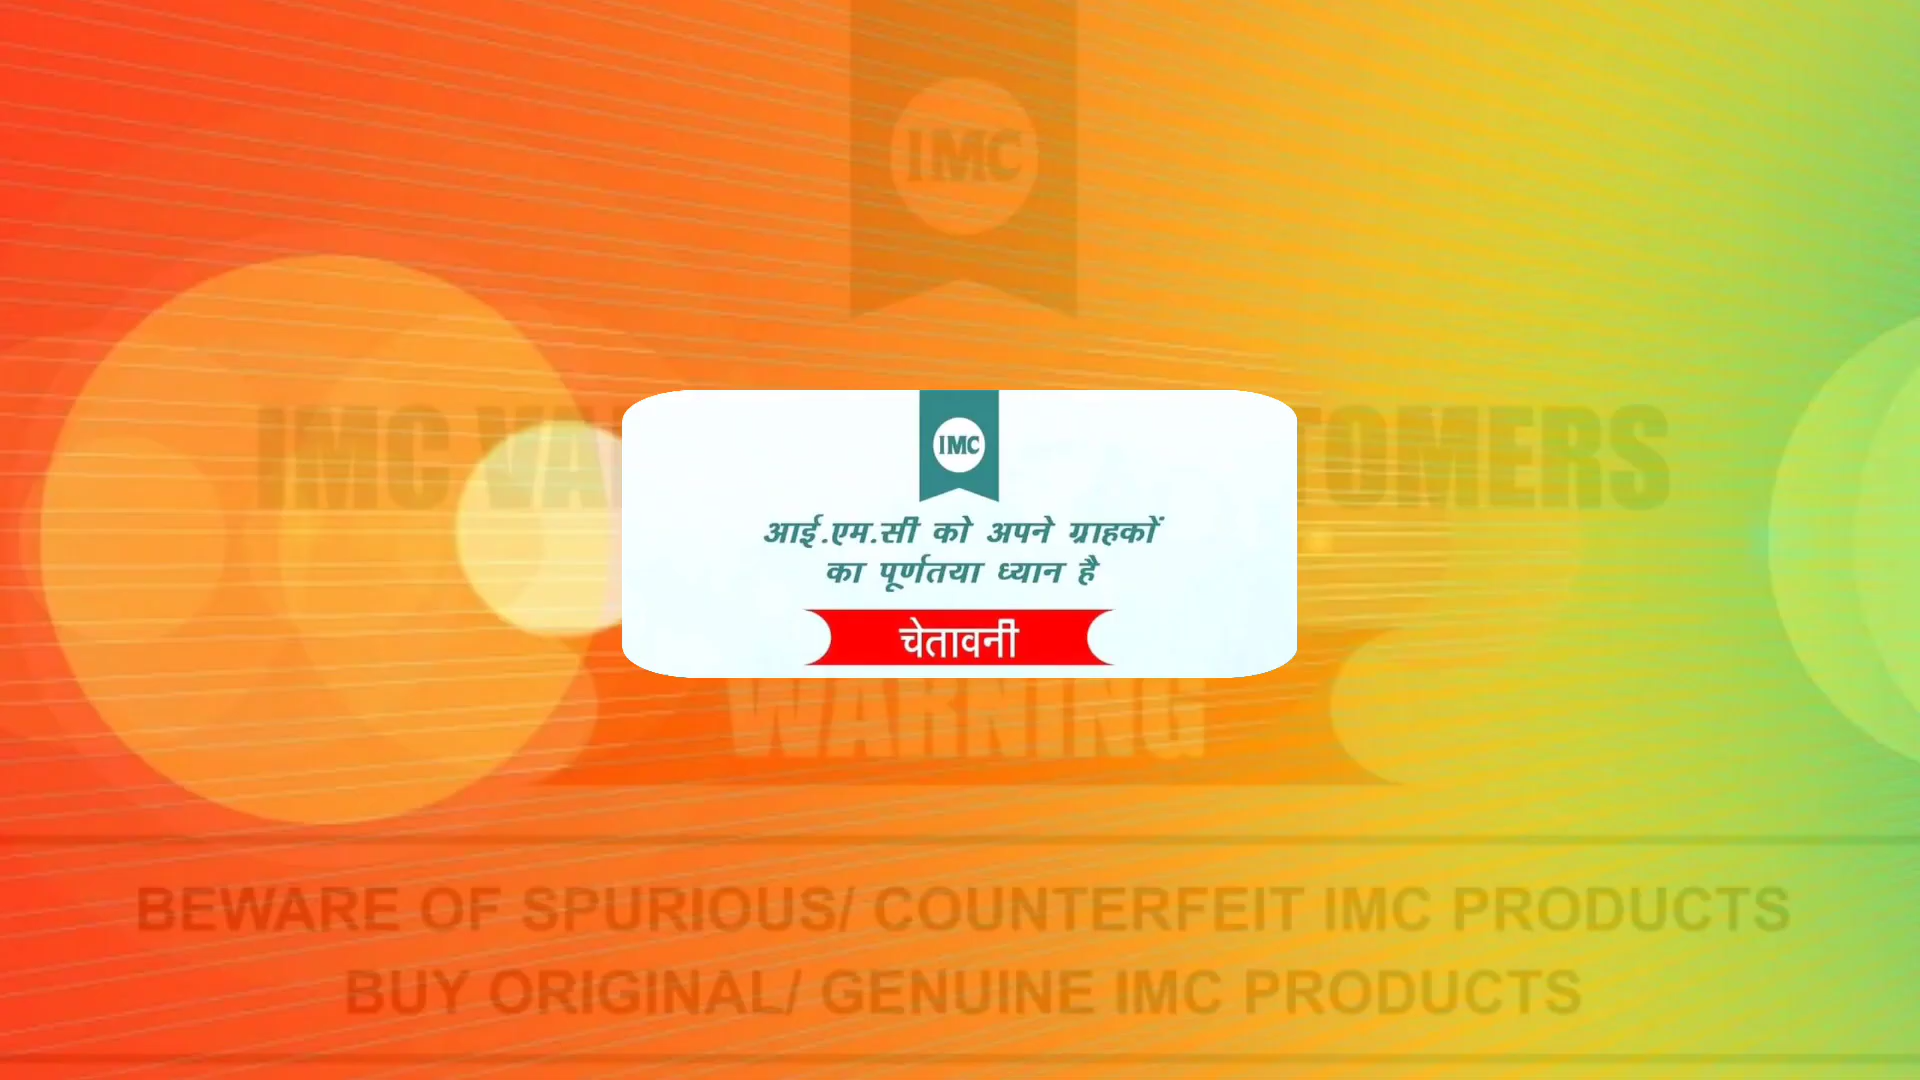 IMC
IMC VA TOMERS
IMC
आई.एम.सी को अपने ग्राहकों
का पूर्णतया ध्यान है
चेतावनी
WARNING
BEWARE OF SPURIOUS/ COUNTERFEIT IMC PRODUCTS
BUY ORIGINAL/ GENUINE IMC PRODUCTS